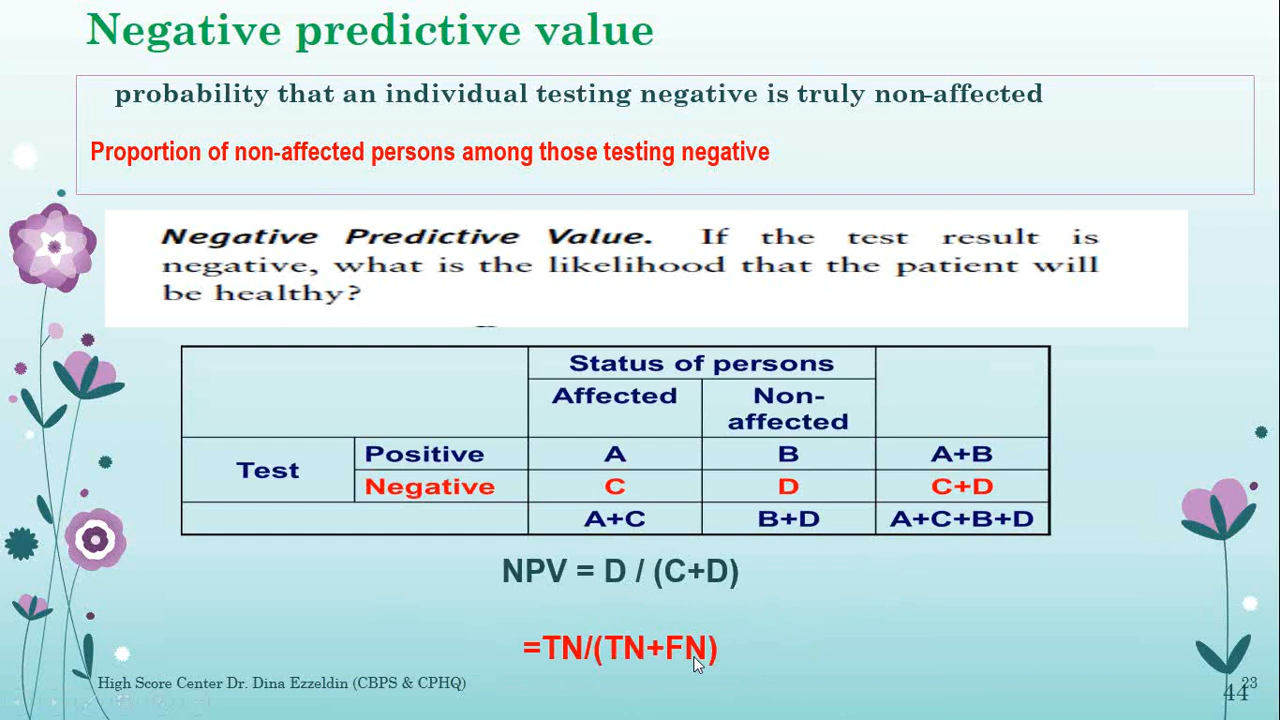 Negative predictive value
probability that an individual testing negative is truly non-affected
Proportion of non-affected persons among those testing negative
Negative Predictive Value. If the test result is
negative, what is the likelihood that the patient will
be healthy?
Status of persons
Affected
Non-
affected
Test
Positive A B A+B
Negative C D C+D
A+C B+D A+C+B+D
NPV = D / (C+D)
=TN/(TN+FN)
High Score Center Dr. Dina Ezzeldin (CBPS & CPHQ)
44
23